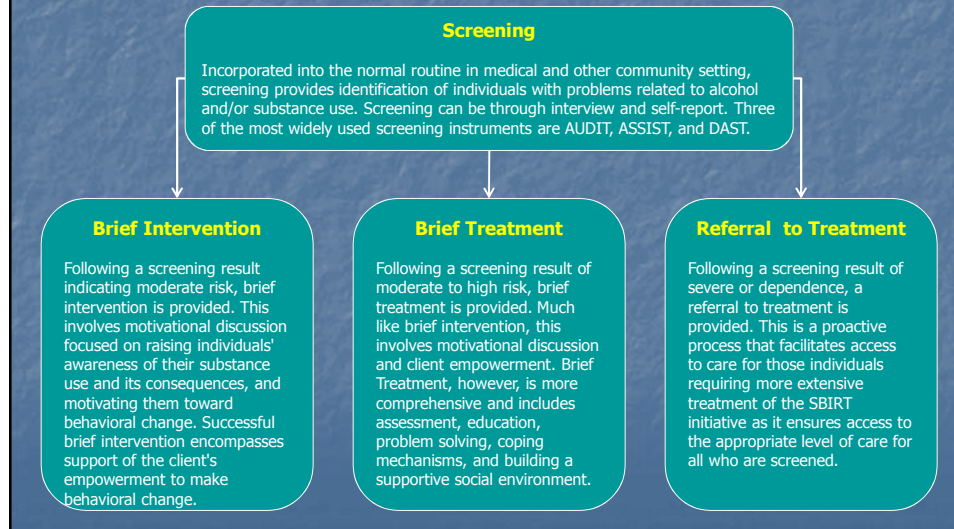 Screening
Incorporated into the normal routine in medical and other community setting,
screening provides identification of individuals with problems related to alcohol
and/or substance use. Screening can be through interview and self-report. Three
of the most widely used screening instruments are AUDIT, ASSIST, and DAST.
Brief Intervention
Following a screening result
indicating moderate risk, brief
intervention is provided. This
involves motivational discussion
focused on raising individuals'
awareness of their substance
use and its consequences, and
motivating them toward
behavioral change. Successful
brief intervention encompasses
support of the client's
empowerment to make
behavioral change.
Brief Treatment
Following a screening result of
moderate to high risk, brief
treatment is provided. Much
like brief intervention, this
involves motivational discussion
and client empowerment. Brief
Treatment, however, is more
comprehensive and includes
assessment, education,
problem solving, coping
mechanisms, and building a
supportive social environment.
Referral to Treatment
Following a screening result of
severe or dependence, a
referral to treatment is
provided. This is a proactive
process that facilitates access
to care for those individuals
requiring more extensive
treatment of the SBIRT
initiative as it ensures access to
the appropriate level of care for
all who are screened.